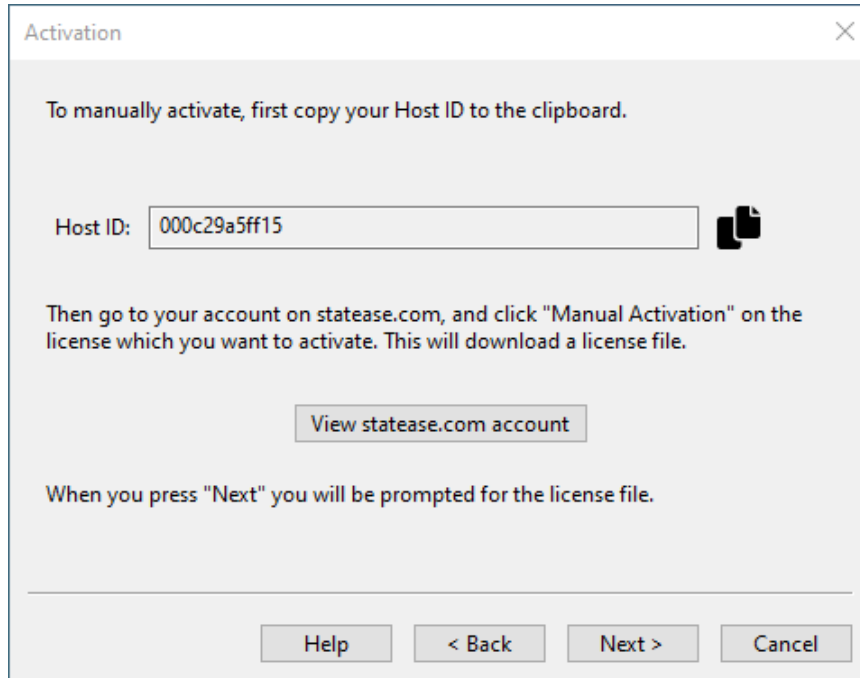 Activation
To manually activate, first copy your Host ID to the clipboard.
Host ID: 000c29a5ff15
Then go to your account on statease.com, and click "Manual Activation" on the
license which you want to activate. This will download a license file.
View statease.com account
When you press "Next" you will be prompted for the license file.
Help < Back Next > Cancel